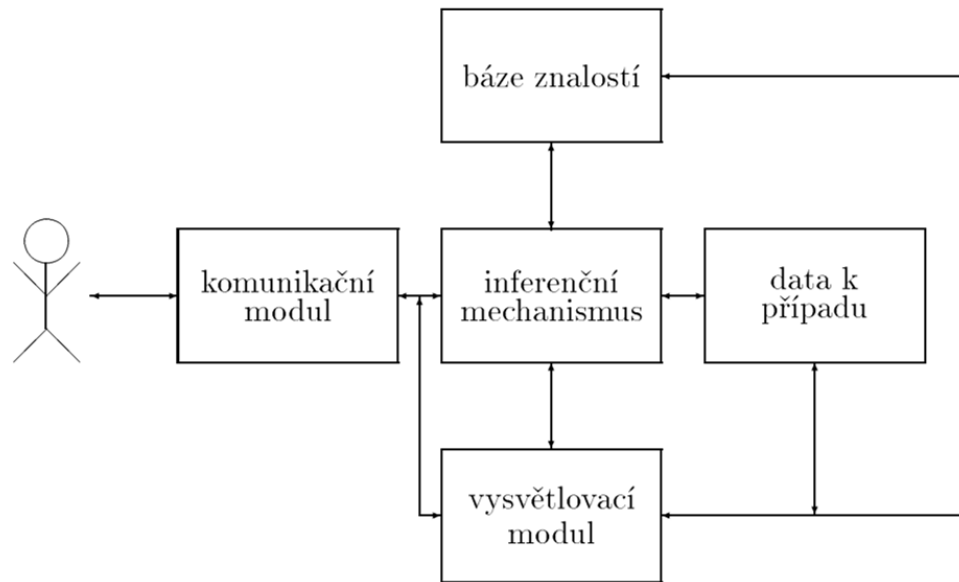 báze znalostí
komunikační
modul
inferenční
mechanismus
data k
případu
vysvětlovací
modul